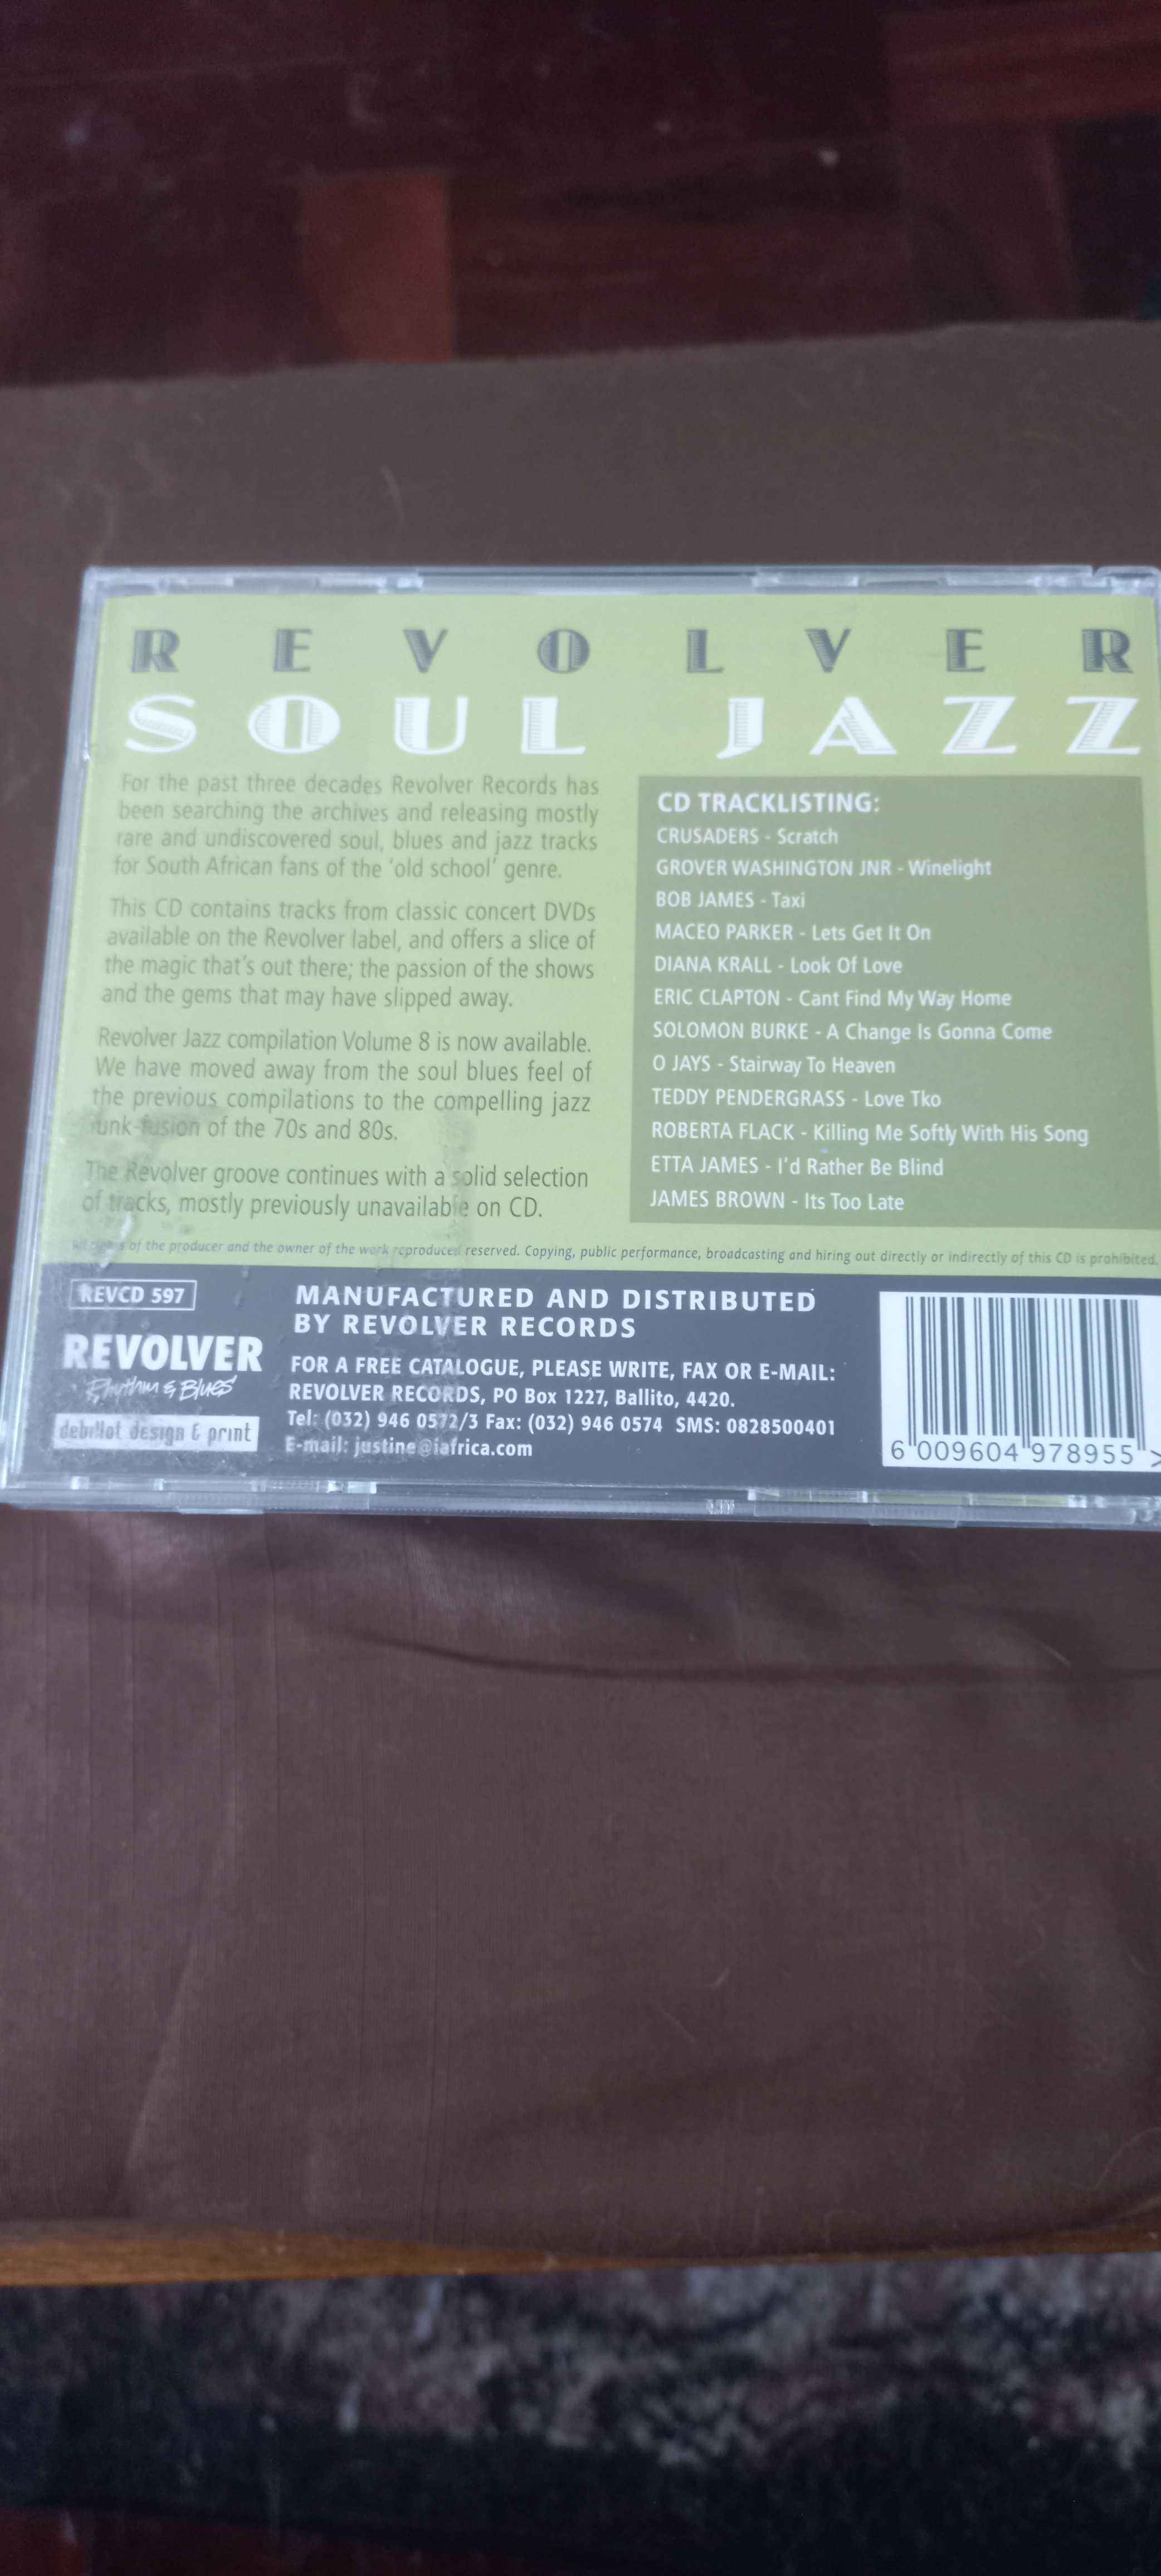 REVOLVER
SOUL JAZZ
For the past three decades Revolver Records has
been searching the archives and releasing mostly
rare and undiscovered soul, blues and jazz tracks
for South African fans of the 'old school' genre.
This CD contains tracks from classic concert DVDs
available on the Revolver label, and offers a slice of
the magic that's out there; the passion of the shows
and the gems that may have slipped away.
Revolver Jazz compilation Volume 8 is now available.
We have moved away from the soul blues feel of
the previous compilations to the compelling jazz
funk-fusion of the 70s and 80s.
The Revolver groove continues with a solid selection
of tracks, mostly previously unavailable on CD.
CD TRACKLISTING:
CRUSADERS - Scratch
GROVER WASHINGTON JNR - Winelight
BOB JAMES - Taxi
MACEO PARKER - Lets Get It On
DIANA KRALL - Look Of Love
ERIC CLAPTON - Cant Find My Way Home
SOLOMON BURKE - A Change Is Gonna Come
O JAYS - Stairway To Heaven
TEDDY PENDERGRASS - Love Tko
ROBERTA FLACK - Killing Me Softly With His Song
ETTA JAMES - I'd Rather Be Blind
JAMES BROWN - Its Too Late
of the producer and the owner of the work reproduced reserved. Copying, public performance, broadcasting and hiring out directly or indirectly of this CD is prohibited.
REVCD 597
REVOLVER
Rhythm & Blues
design & print
MANUFACTURED AND DISTRIBUTED
BY REVOLVER RECORDS
FOR A FREE CATALOGUE, PLEASE WRITE, FAX OR E-MAIL:
REVOLVER RECORDS, PO Box 1227, Ballito, 4420.
Tel: (032) 946 0572/3 Fax: (032) 946 0574 SMS: 0828500401
E-mail: justine@iafrica.com
6 009604 978955 >